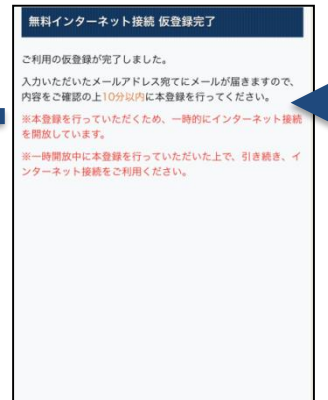 無料インターネット接続 仮登録完了
ご利用の仮登録が完了しました。
入力いただいたメールアドレス宛てにメールが届きますので、
内容をご確認の上10分以内に本登録を行ってください。
※本登録を行っていただくため、一時的にインターネット接続
を開放しています。
※一時開放中に本登録を行っていただいた上で、引き続き、イ
ンターネット接続をご利用ください。